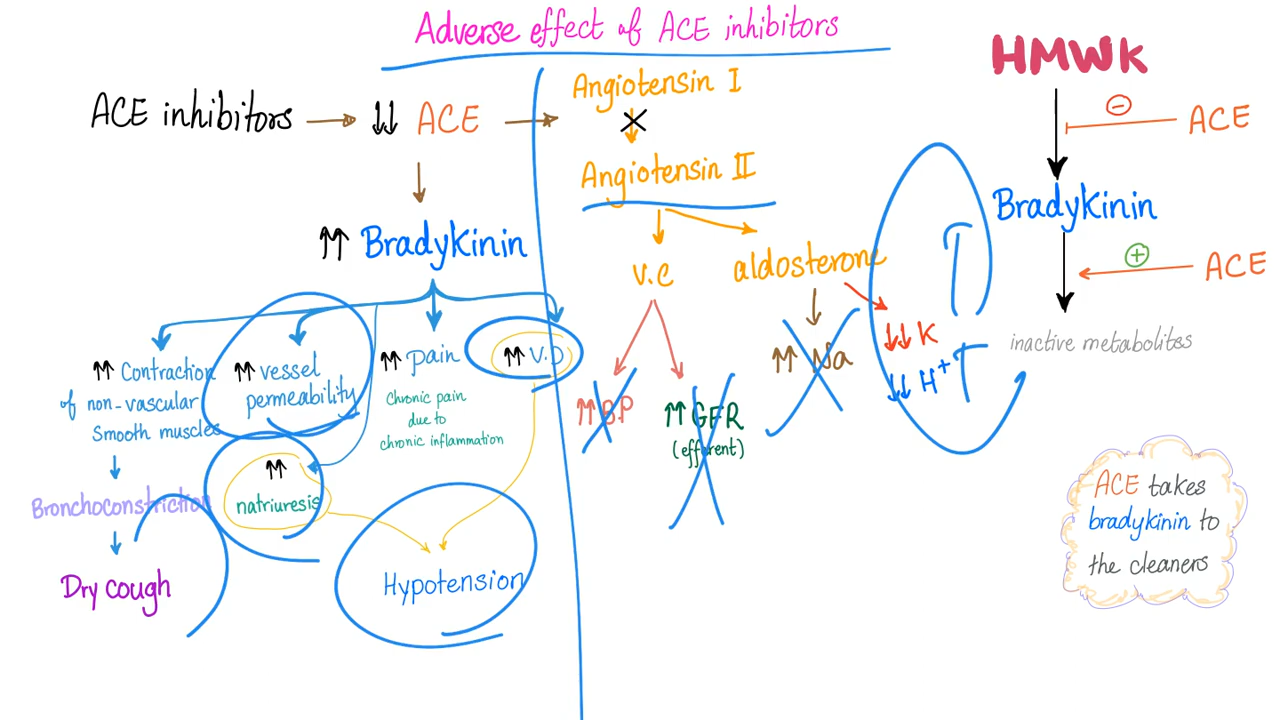 Adverse effect of ACE inhibitors
ACE inhibitors → ↓↓ ACE →
↑↑ Bradykinin
↑↑ Contraction
of non-vascular
Smooth muscles
Bronchoconstriction
Dry cough
↑↑ vessel
permeability
↑↑
natriuresis
↑↑ pain
Chronic pain
due to
chronic inflammation
↑↑ V.D
Hypotension
Angiotensin I
Angiotensin II
V.C
aldosterone
↑↑ B.P
↑↑ GFR
(efferent)
↑↑ Na
↓↓ K
↓↓ H+
↑
↑
HMWK
⊖ ACE
Bradykinin
⊕ ACE
inactive metabolites
ACE takes
bradykinin to
the cleaners